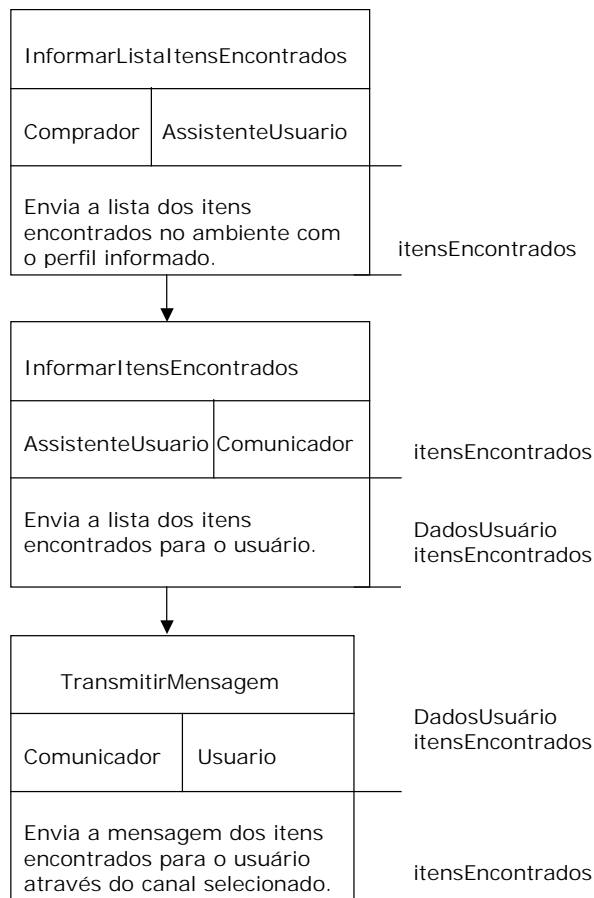 InformarListaItensEncontrados
Comprador
AssistenteUsuario
Envia a lista dos itens
encontrados no ambiente com
o perfil informado.
itensEncontrados
InformarItensEncontrados
AssistenteUsuario
Comunicador
itensEncontrados
Envia a lista dos itens
encontrados para o usuário.
DadosUsuário
itensEncontrados
TransmitirMensagem
DadosUsuário
itensEncontrados
Comunicador
Usuario
Envia a mensagem dos itens
encontrados para o usuário
através do canal selecionado.
itensEncontrados